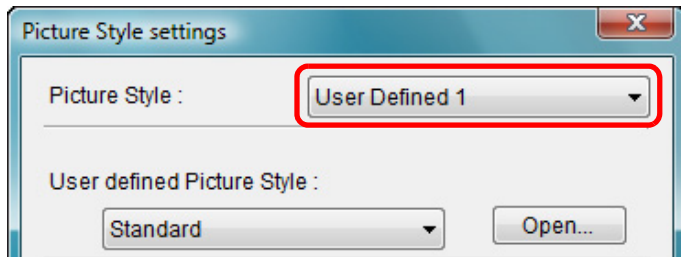 Picture Style settings
Picture Style : User Defined 1
User defined Picture Style :
Standard Open...